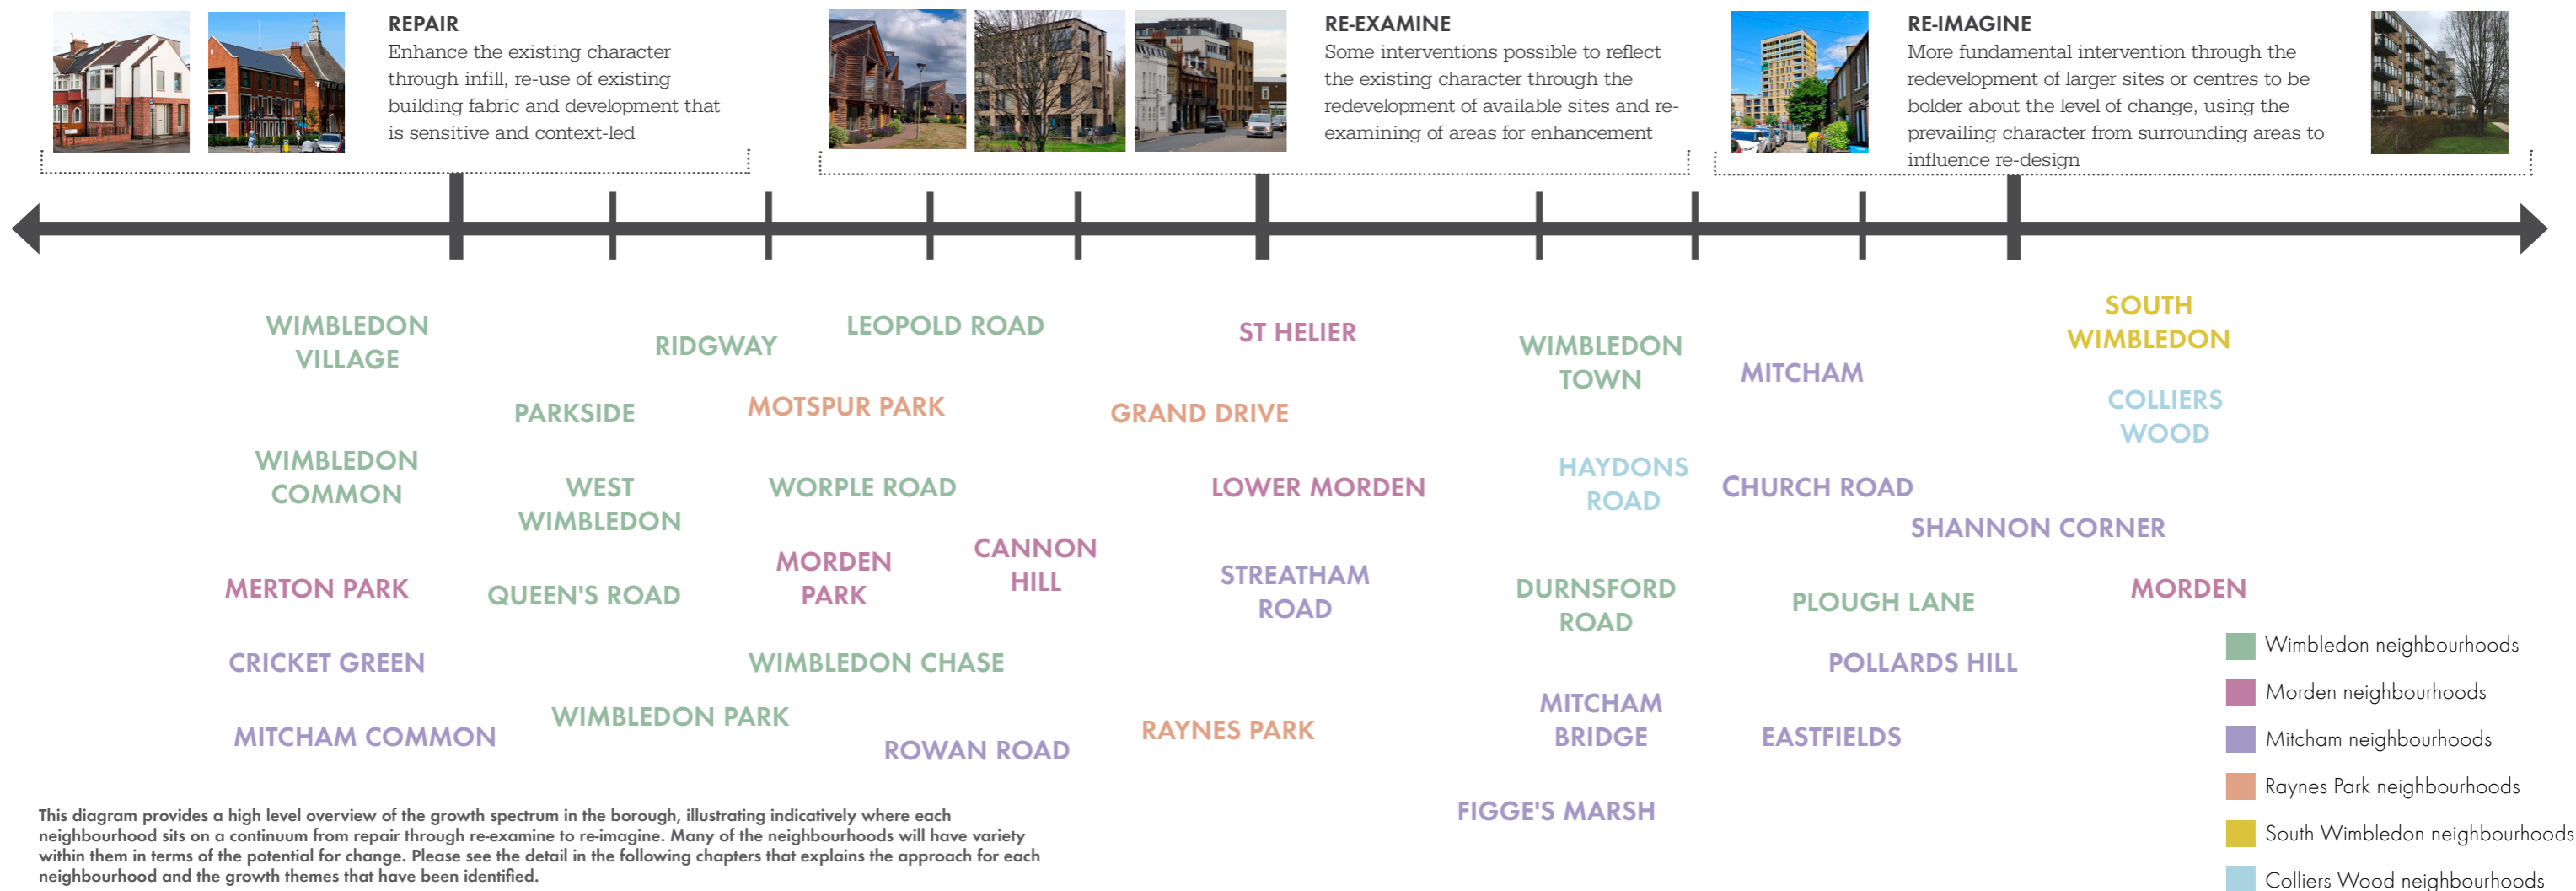 REPAIR
Enhance the existing character
through infill, re-use of existing
building fabric and development that
is sensitive and context-led
RE-EXAMINE
Some interventions possible to reflect
the existing character through the
redevelopment of available sites and re-
examining of areas for enhancement
RE-IMAGINE
More fundamental intervention through the
redevelopment of larger sites or centres to be
bolder about the level of change, using the
prevailing character from surrounding areas to
influence re-design
WIMBLEDON
VILLAGE
RIDGWAY
LEOPOLD ROAD
ST HELIER
WIMBLEDON
TOWN
MITCHAM
SOUTH
WIMBLEDON
PARKSIDE
MOTSPUR PARK
GRAND DRIVE
COLLIERS
WOOD
WIMBLEDON
COMMON
WEST
WIMBLEDON
WORPLE ROAD
LOWER MORDEN
HAYDONS
ROAD
CHURCH ROAD
SHANNON CORNER
MERTON PARK
QUEEN'S ROAD
MORDEN
PARK
CANNON
HILL
STREATHAM
ROAD
DURNSFORD
ROAD
PLOUGH LANE
MORDEN
CRICKET GREEN
WIMBLEDON CHASE
POLLARDS HILL
MITCHAM COMMON
WIMBLEDON PARK
ROWAN ROAD
RAYNES PARK
MITCHAM
BRIDGE
EASTFIELDS
FIGGE'S MARSH
Wimbledon neighbourhoods
Morden neighbourhoods
Mitcham neighbourhoods
Raynes Park neighbourhoods
South Wimbledon neighbourhoods
Colliers Wood neighbourhoods
This diagram provides a high level overview of the growth spectrum in the borough, illustrating indicatively where each
neighbourhood sits on a continuum from repair through re-examine to re-imagine. Many of the neighbourhoods will have variety
within them in terms of the potential for change. Please see the detail in the following chapters that explains the approach for each
neighbourhood and the growth themes that have been identified.